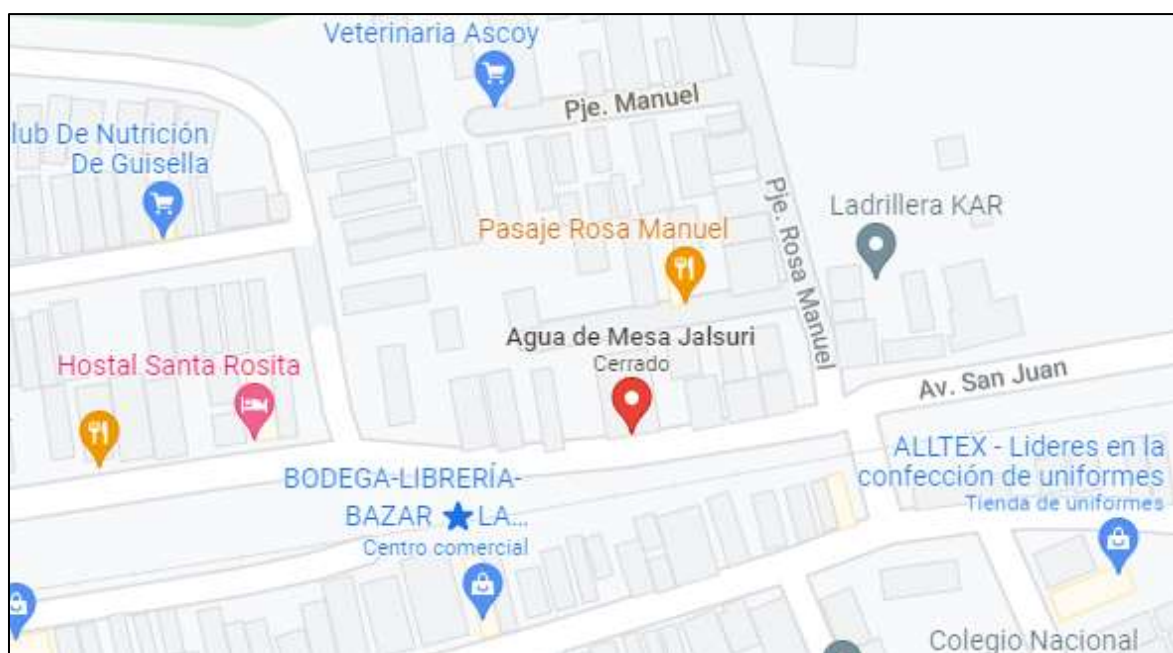 Veterinaria Ascoy
Pje. Manuel
lub De Nutrición
De Guisella
Pje. Rosa Manuel
Ladrillera KAR
Pasaje Rosa Manuel
Agua de Mesa Jalsuri
Cerrado
Hostal Santa Rosita
Av. San Juan
BODEGA-LIBRERÍA-
BAZAR ★ LA...
Centro comercial
ALLTEX - Lideres en la
confección de uniformes
Tienda de uniformes
Colegio Nacional